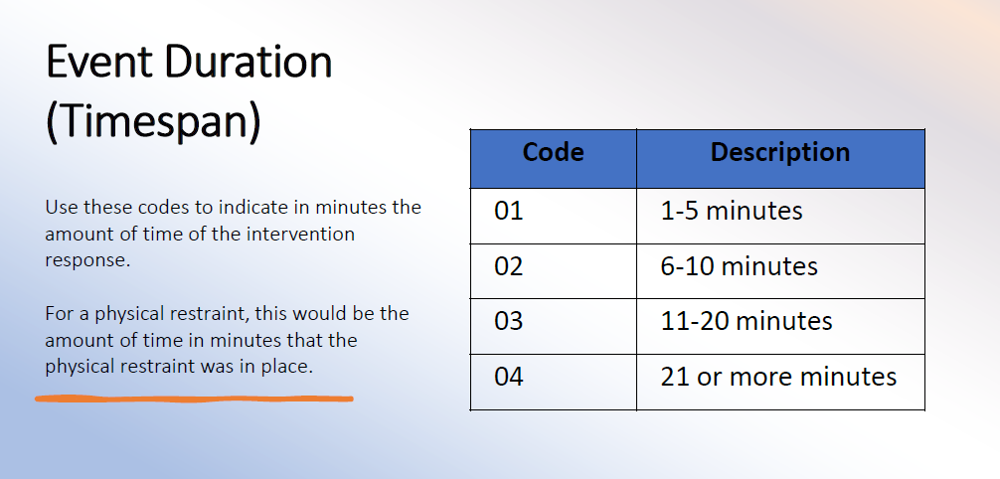 Event Duration
(Timespan)
Use these codes to indicate in minutes the
amount of time of the intervention
response.
For a physical restraint, this would be the
amount of time in minutes that the
physical restraint was in place.
Code Description
01 1-5 minutes
02 6-10 minutes
03 11-20 minutes
04 21 or more minutes